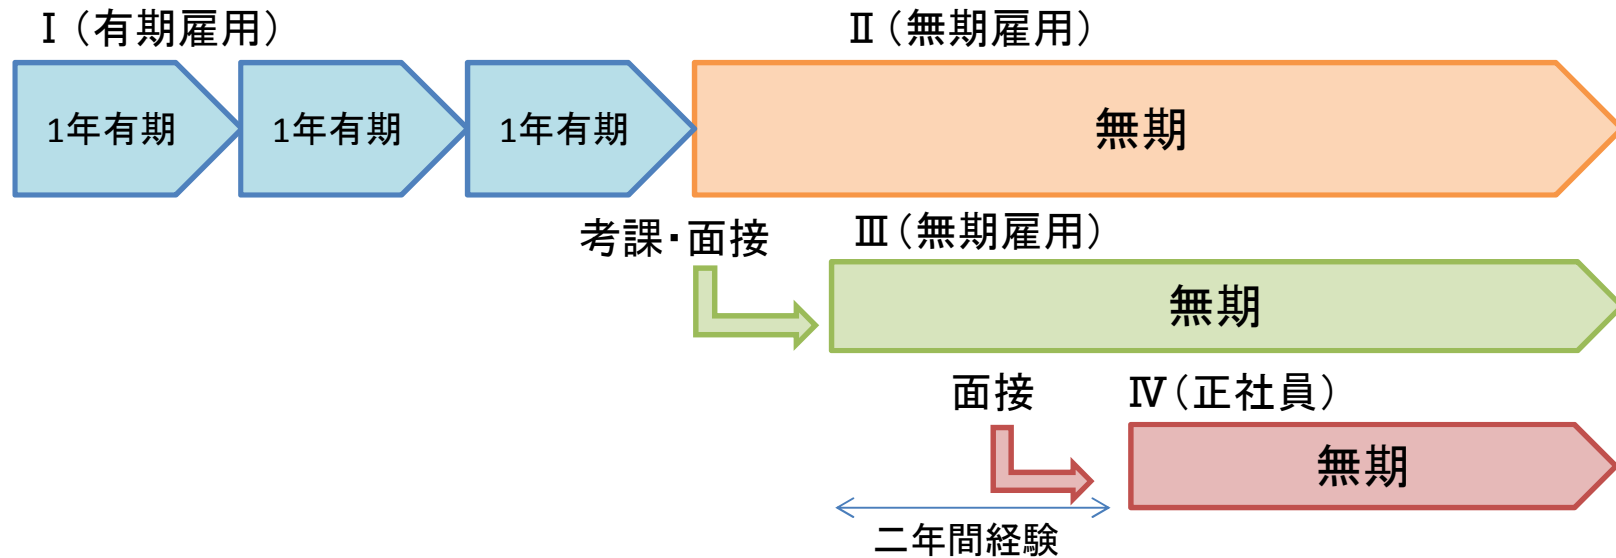 Ⅰ（有期雇用）
Ⅱ（無期雇用）
1年有期
1年有期
1年有期
無期
考課・面接
Ⅲ（無期雇用）
無期
面接
Ⅳ（正社員）
無期
二年間経験